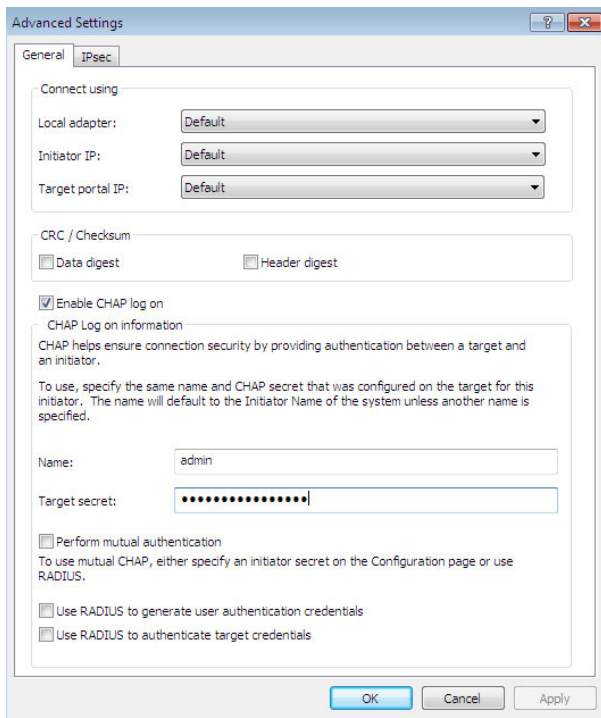 Advanced Settings
General IPsec
Connect using
Local adapter: Default
Initiator IP: Default
Target portal IP: Default
CRC / Checksum
Data digest Header digest
Enable CHAP log on
CHAP Log on information
CHAP helps ensure connection security by providing authentication between a target and
an initiator.
To use, specify the same name and CHAP secret that was configured on the target for this
initiator. The name will default to the Initiator Name of the system unless another name is
specified.
Name: admin
Target secret: ••••••••••••••••
Perform mutual authentication
To use mutual CHAP, either specify an initiator secret on the Configuration page or use
RADIUS.
Use RADIUS to generate user authentication credentials
Use RADIUS to authenticate target credentials
OK Cancel Apply